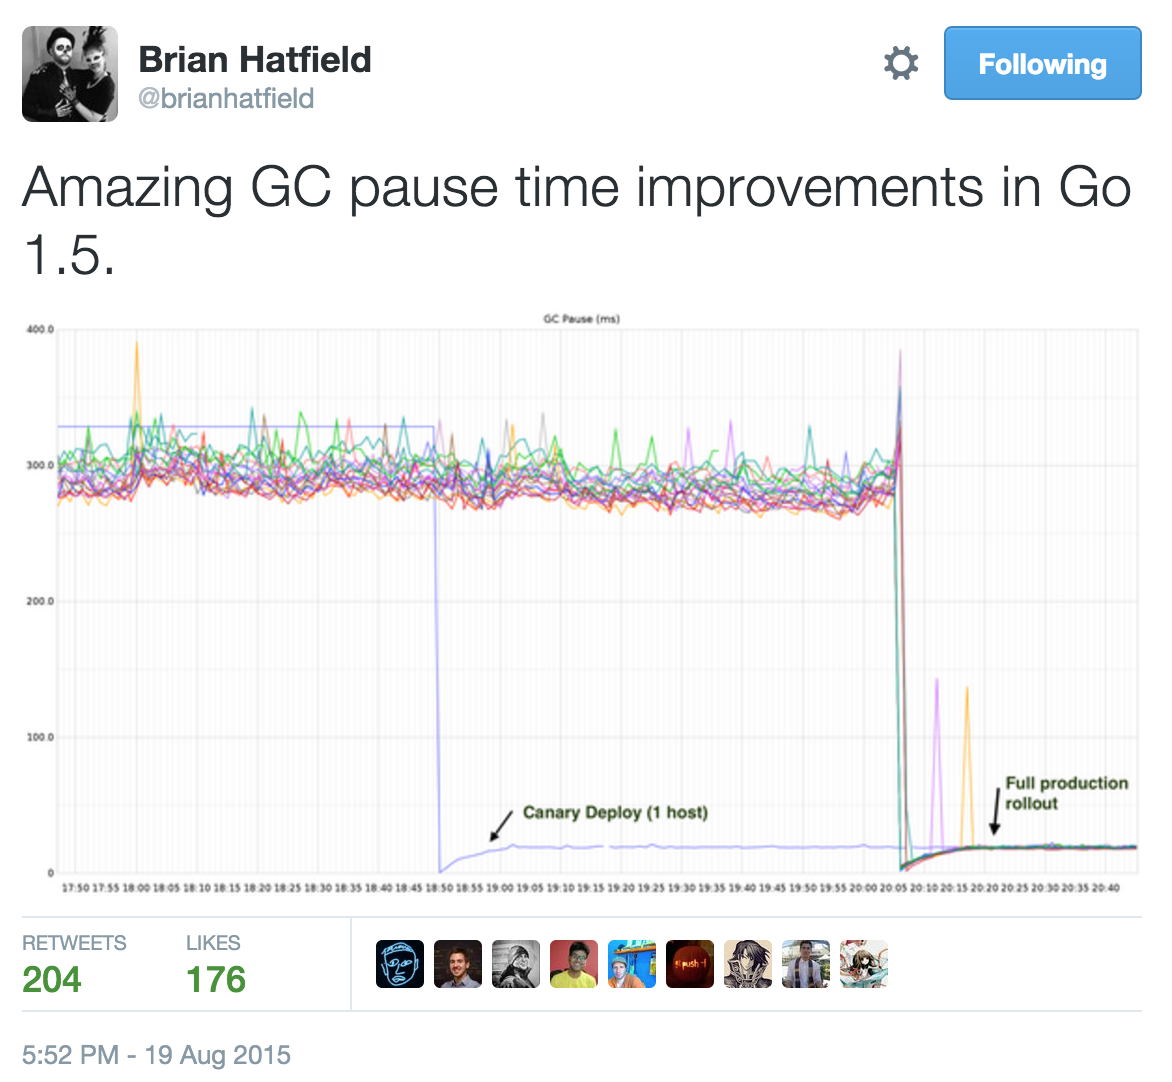 Brian Hatfield
@brianhatfield
Following
Amazing GC pause time improvements in Go
1.5.
GC Pause (ms)
400.0
300.0
200.0
100.0
0
Canary Deploy (1 host)
Full production
rollout
17:50 17:55 18:00 18:05 18:10 18:15 18:20 18:25 18:30 18:35 18:40 18:45 18:50 18:55 19:00 19:05 19:10 19:15 19:20 19:25 19:30 19:35 19:40 19:45 19:50 19:55 20:00 20:05 20:10 20:15 20:20 20:25 20:30 20:35 20:40
RETWEETS
204
LIKES
176
5:52 PM - 19 Aug 2015